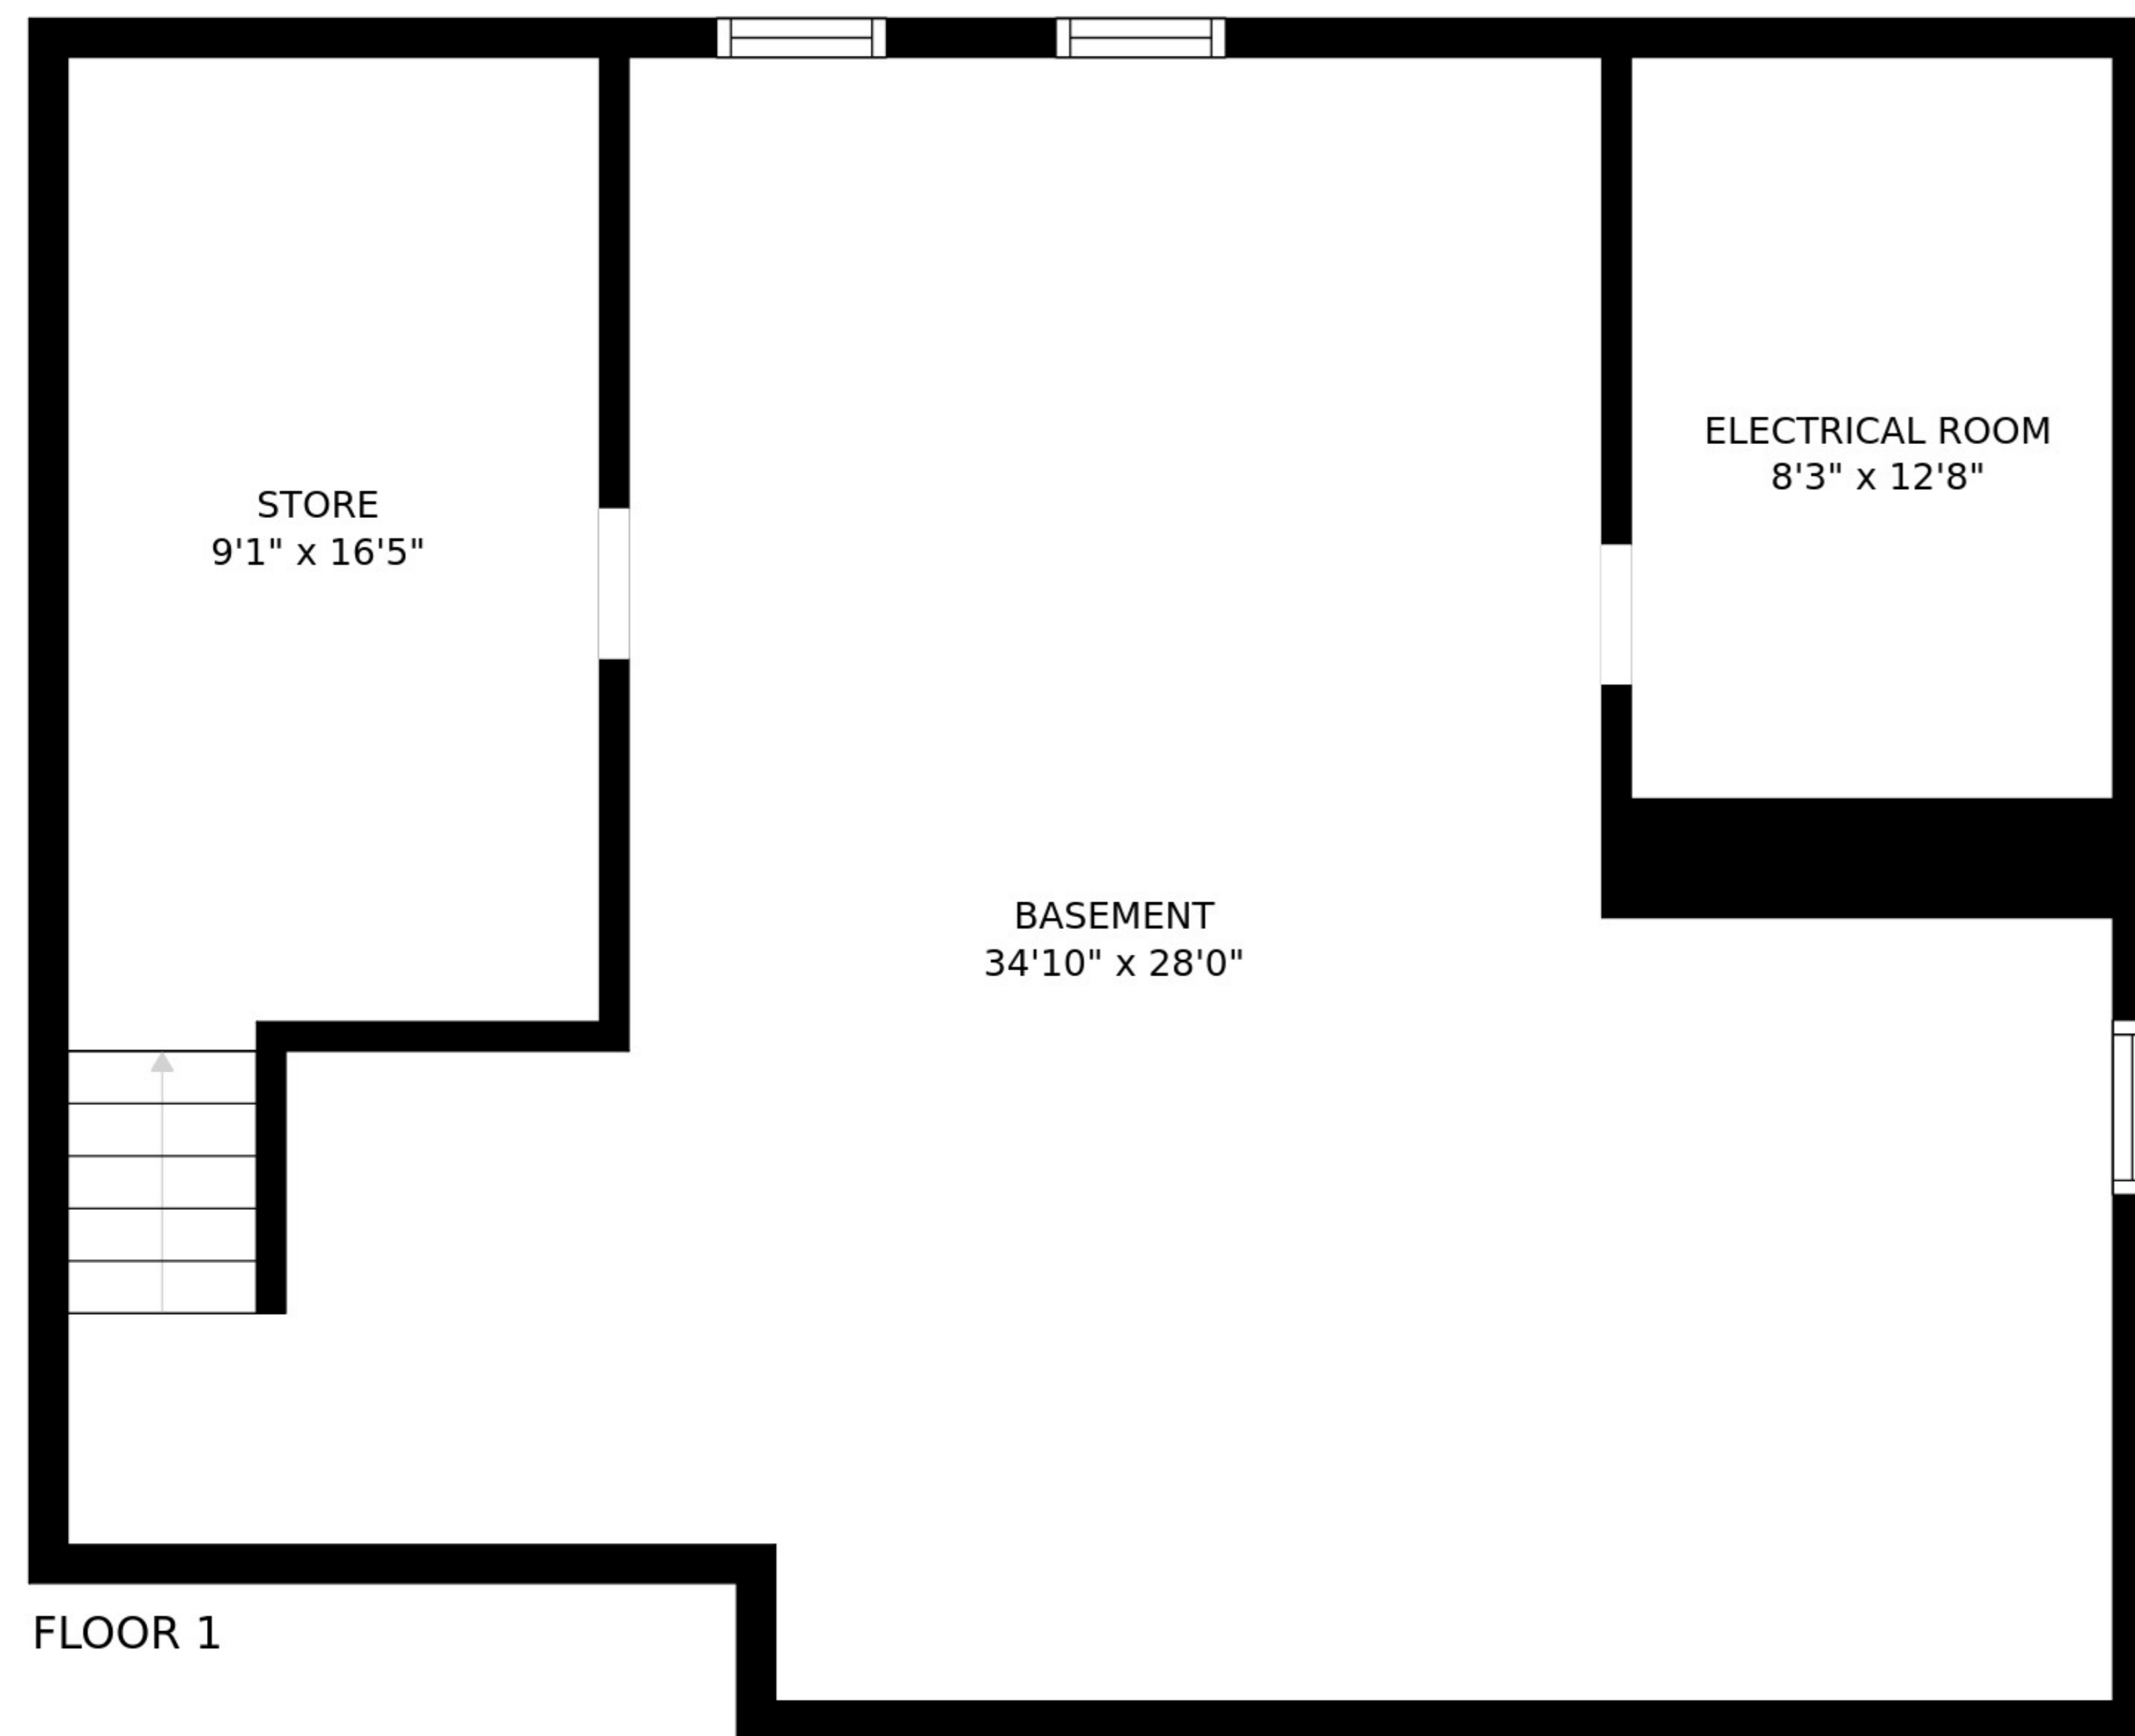 STORE
9'1" x 16'5"
ELECTRICAL ROOM
8'3" x 12'8"
BASEMENT
34'10" x 28'0"
FLOOR 1